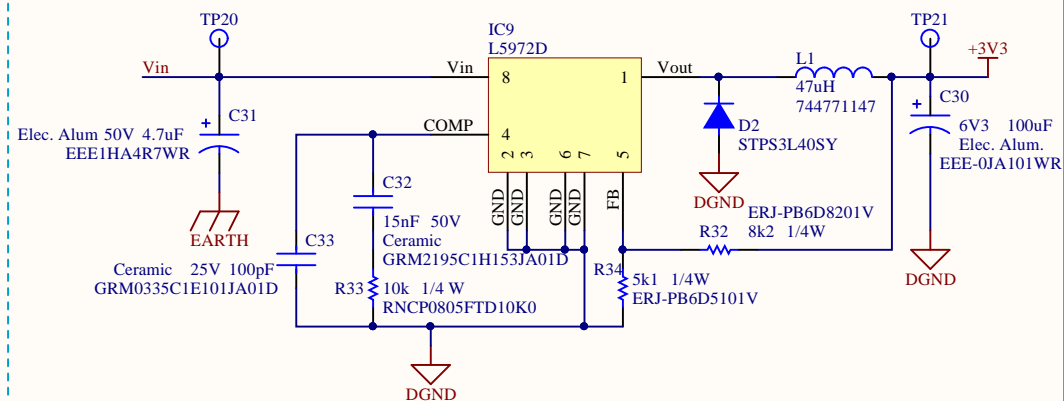 TP20
Vin
C31
Elec. Alum 50V 4.7uF
EEE1HA4R7WR
EARTH
IC9
L5972D
Vin
8
1
Vout
COMP
4
2
3
6
7
5
GND
GND
GND
GND
FB
C32
15nF 50V
Ceramic
GRM2195C1H153JA01D
C33
Ceramic 25V 100pF
GRM0335C1E101JA01D
R33
10k 1/4 W
RNCP0805FTD10K0
DGND
R34
5k1 1/4W
ERJ-PB6D5101V
ERJ-PB6D8201V
R32
8k2 1/4W
D2
STPS3L40SY
DGND
L1
47uH
744771147
TP21
+3V3
C30
6V3 100uF
Elec. Alum.
EEE-0JA101WR
DGND